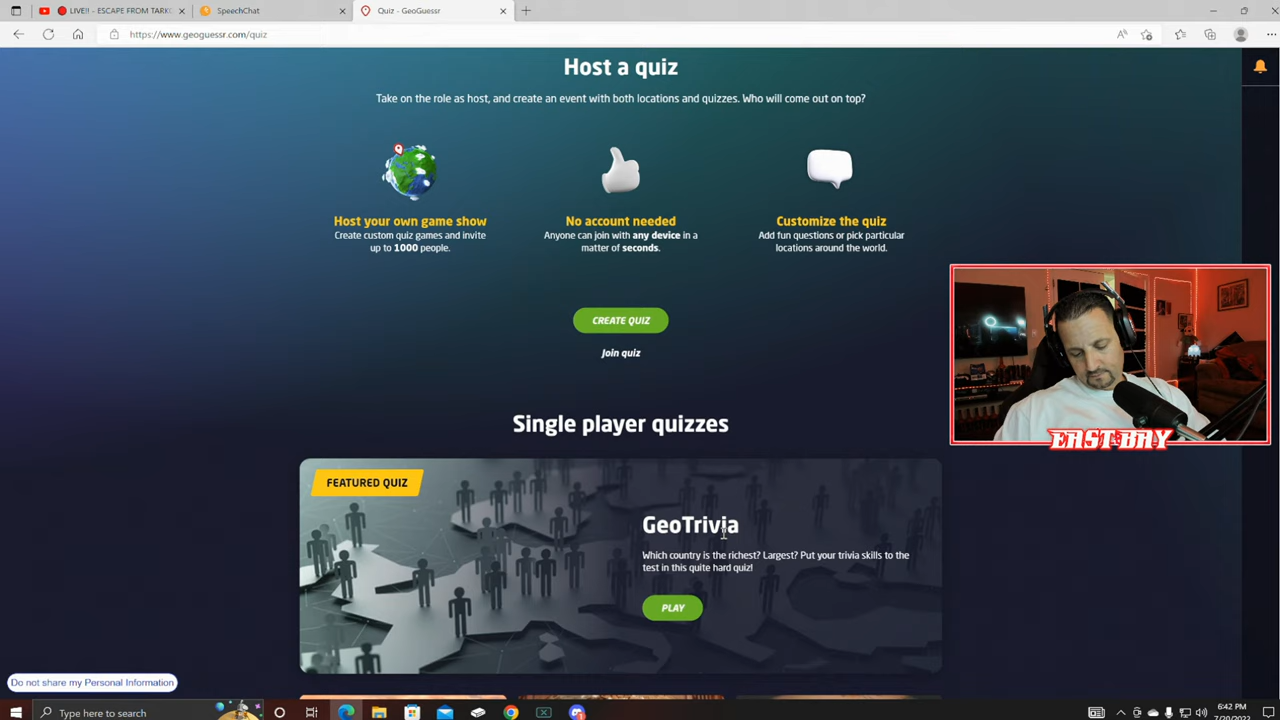 LIVE!! - ESCAPE FROM TARK
SpeechChat
Quiz - GeoGuessr
https://www.geoguessr.com/quiz
Host a quiz
Take on the role as host, and create an event with both locations and quizzes. Who will come out on top?
Host your own game show
Create custom quiz games and invite
up to 1000 people.
No account needed
Anyone can join with any device in a
matter of seconds.
Customize the quiz
Add fun questions or pick particular
locations around the world.
CREATE QUIZ
Join quiz
EAST BAY
Single player quizzes
FEATURED QUIZ
GeoTrivia
Which country is the richest? Largest? Put your trivia skills to the
test in this quite hard quiz!
PLAY
Do not share my Personal Information
Type here to search
6:42 PM